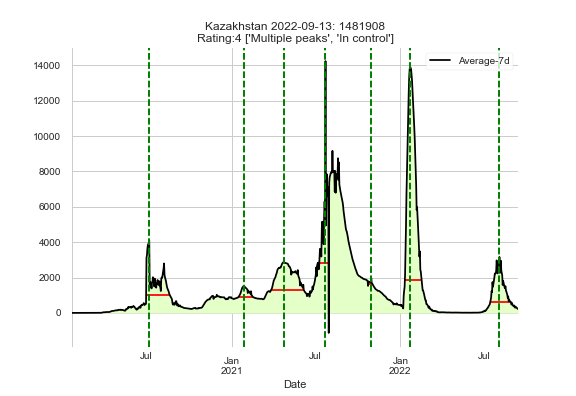 Kazakhstan 2022-09-13: 1481908
Rating:4 ['Multiple peaks', 'In control']
Average-7d
14000
12000
10000
8000
6000
4000
2000
0
Jul
Jan
2021
Jul
Jan
2022
Jul
Date